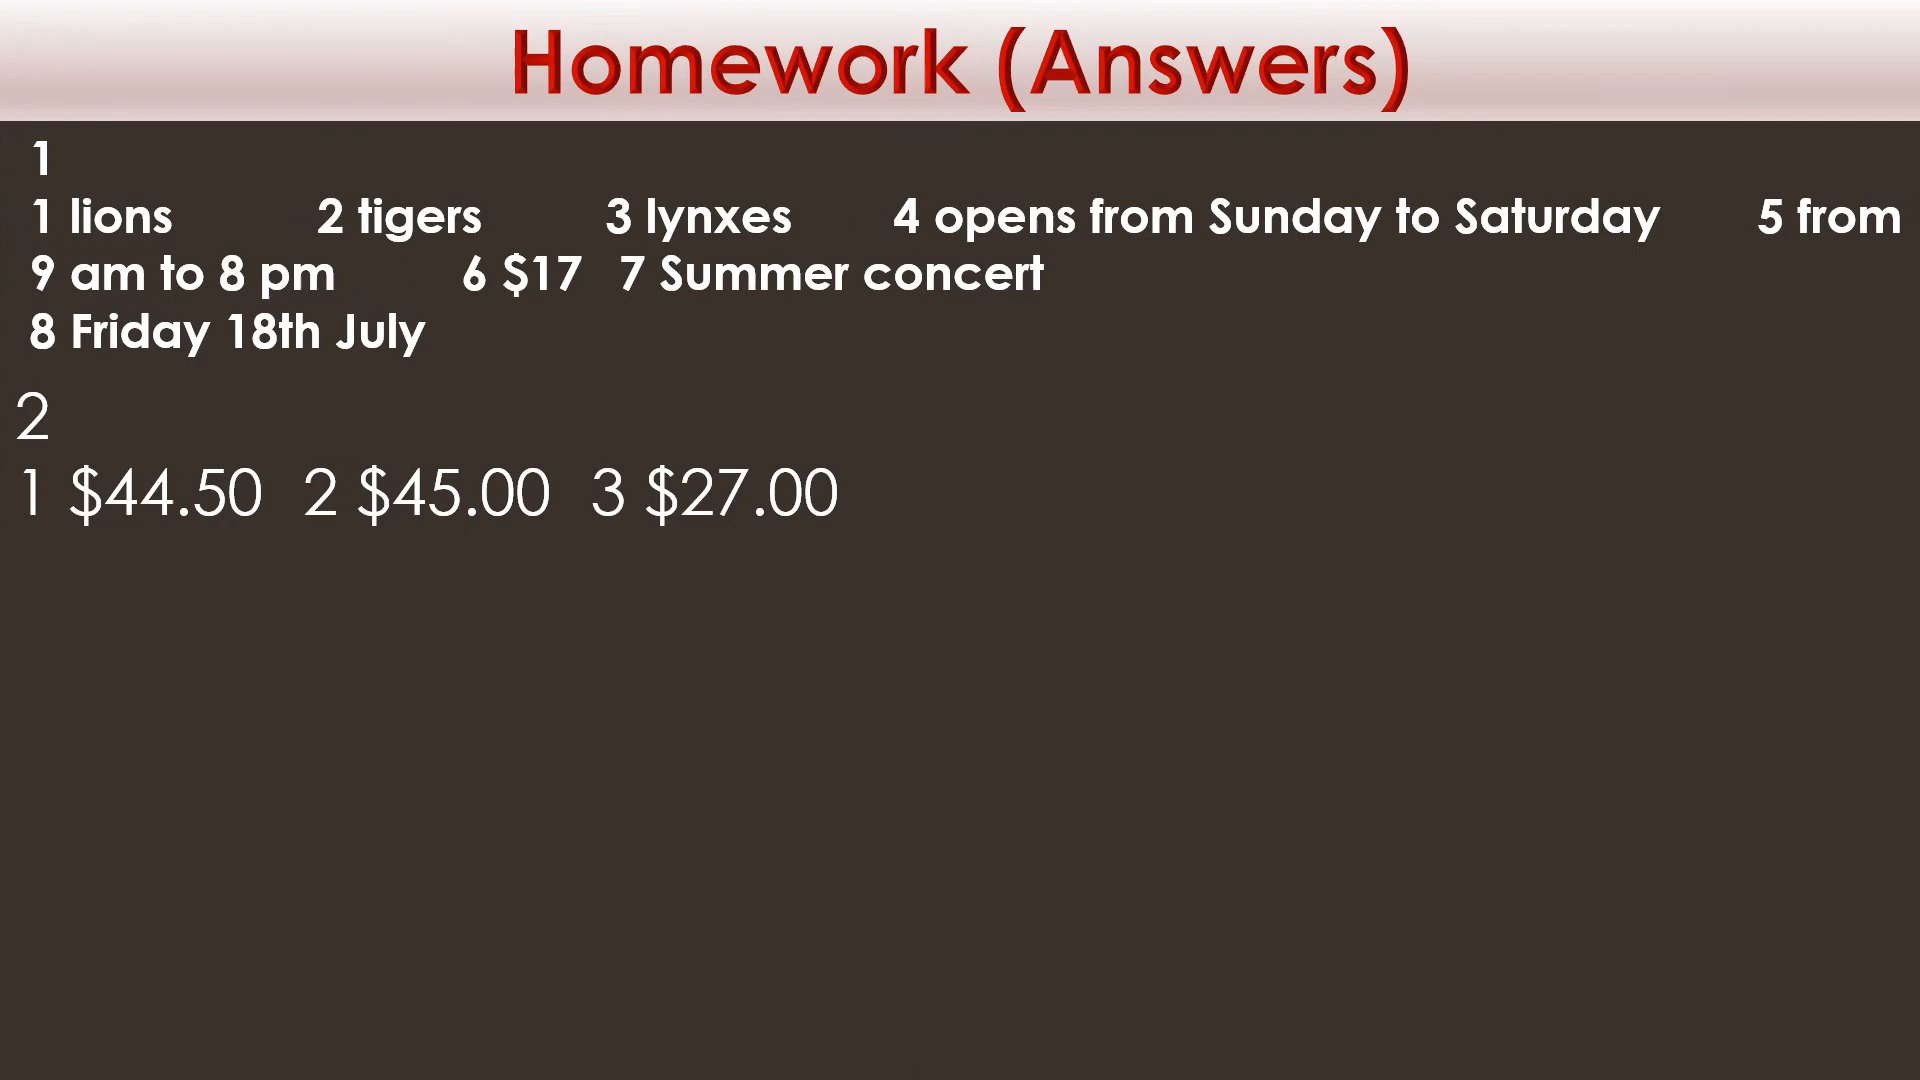 Homework (Answers)
1
1 lions 2 tigers 3 lynxes 4 opens from Sunday to Saturday 5 from
9 am to 8 pm 6 $17 7 Summer concert
8 Friday 18th July
2
1 $44.50 2 $45.00 3 $27.00